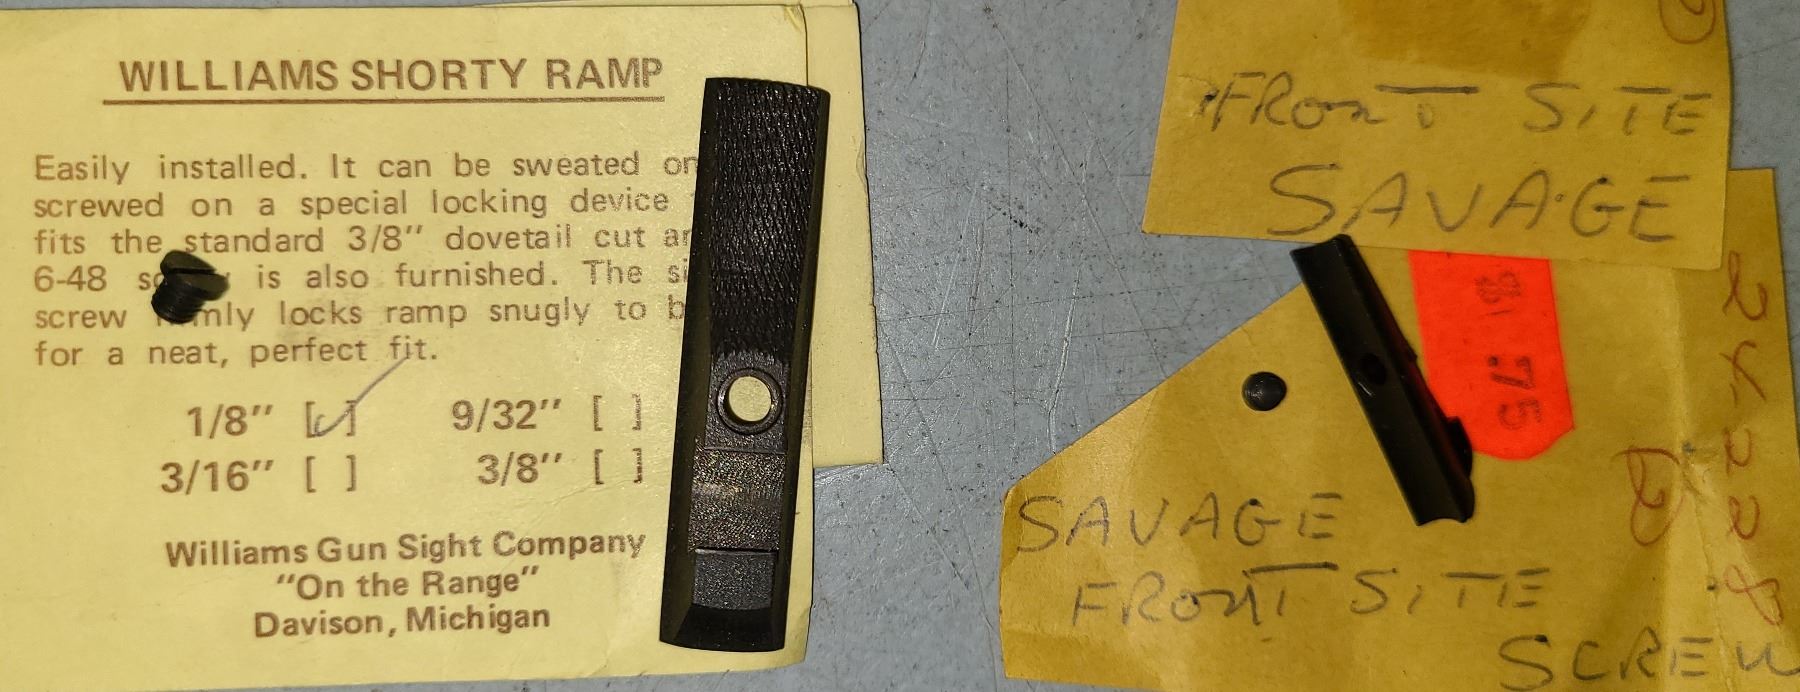 WILLIAMS SHORTY RAMP
Easily installed. It can be sweated on
screwed on a special locking device
fits the standard 3/8" dovetail cut
6-48 is also furnished. The
screw locks ramp snugly to
for a neat, perfect fit.
1/8" [✓] 9/32" [ ]
3/16" [ ] 3/8" [ ]
Williams Gun Sight Company
"On the Range"
Davison, Michigan
FRONT SITE
SAVAGE
.75
SAVAGE
FRONT SITE
SCREW